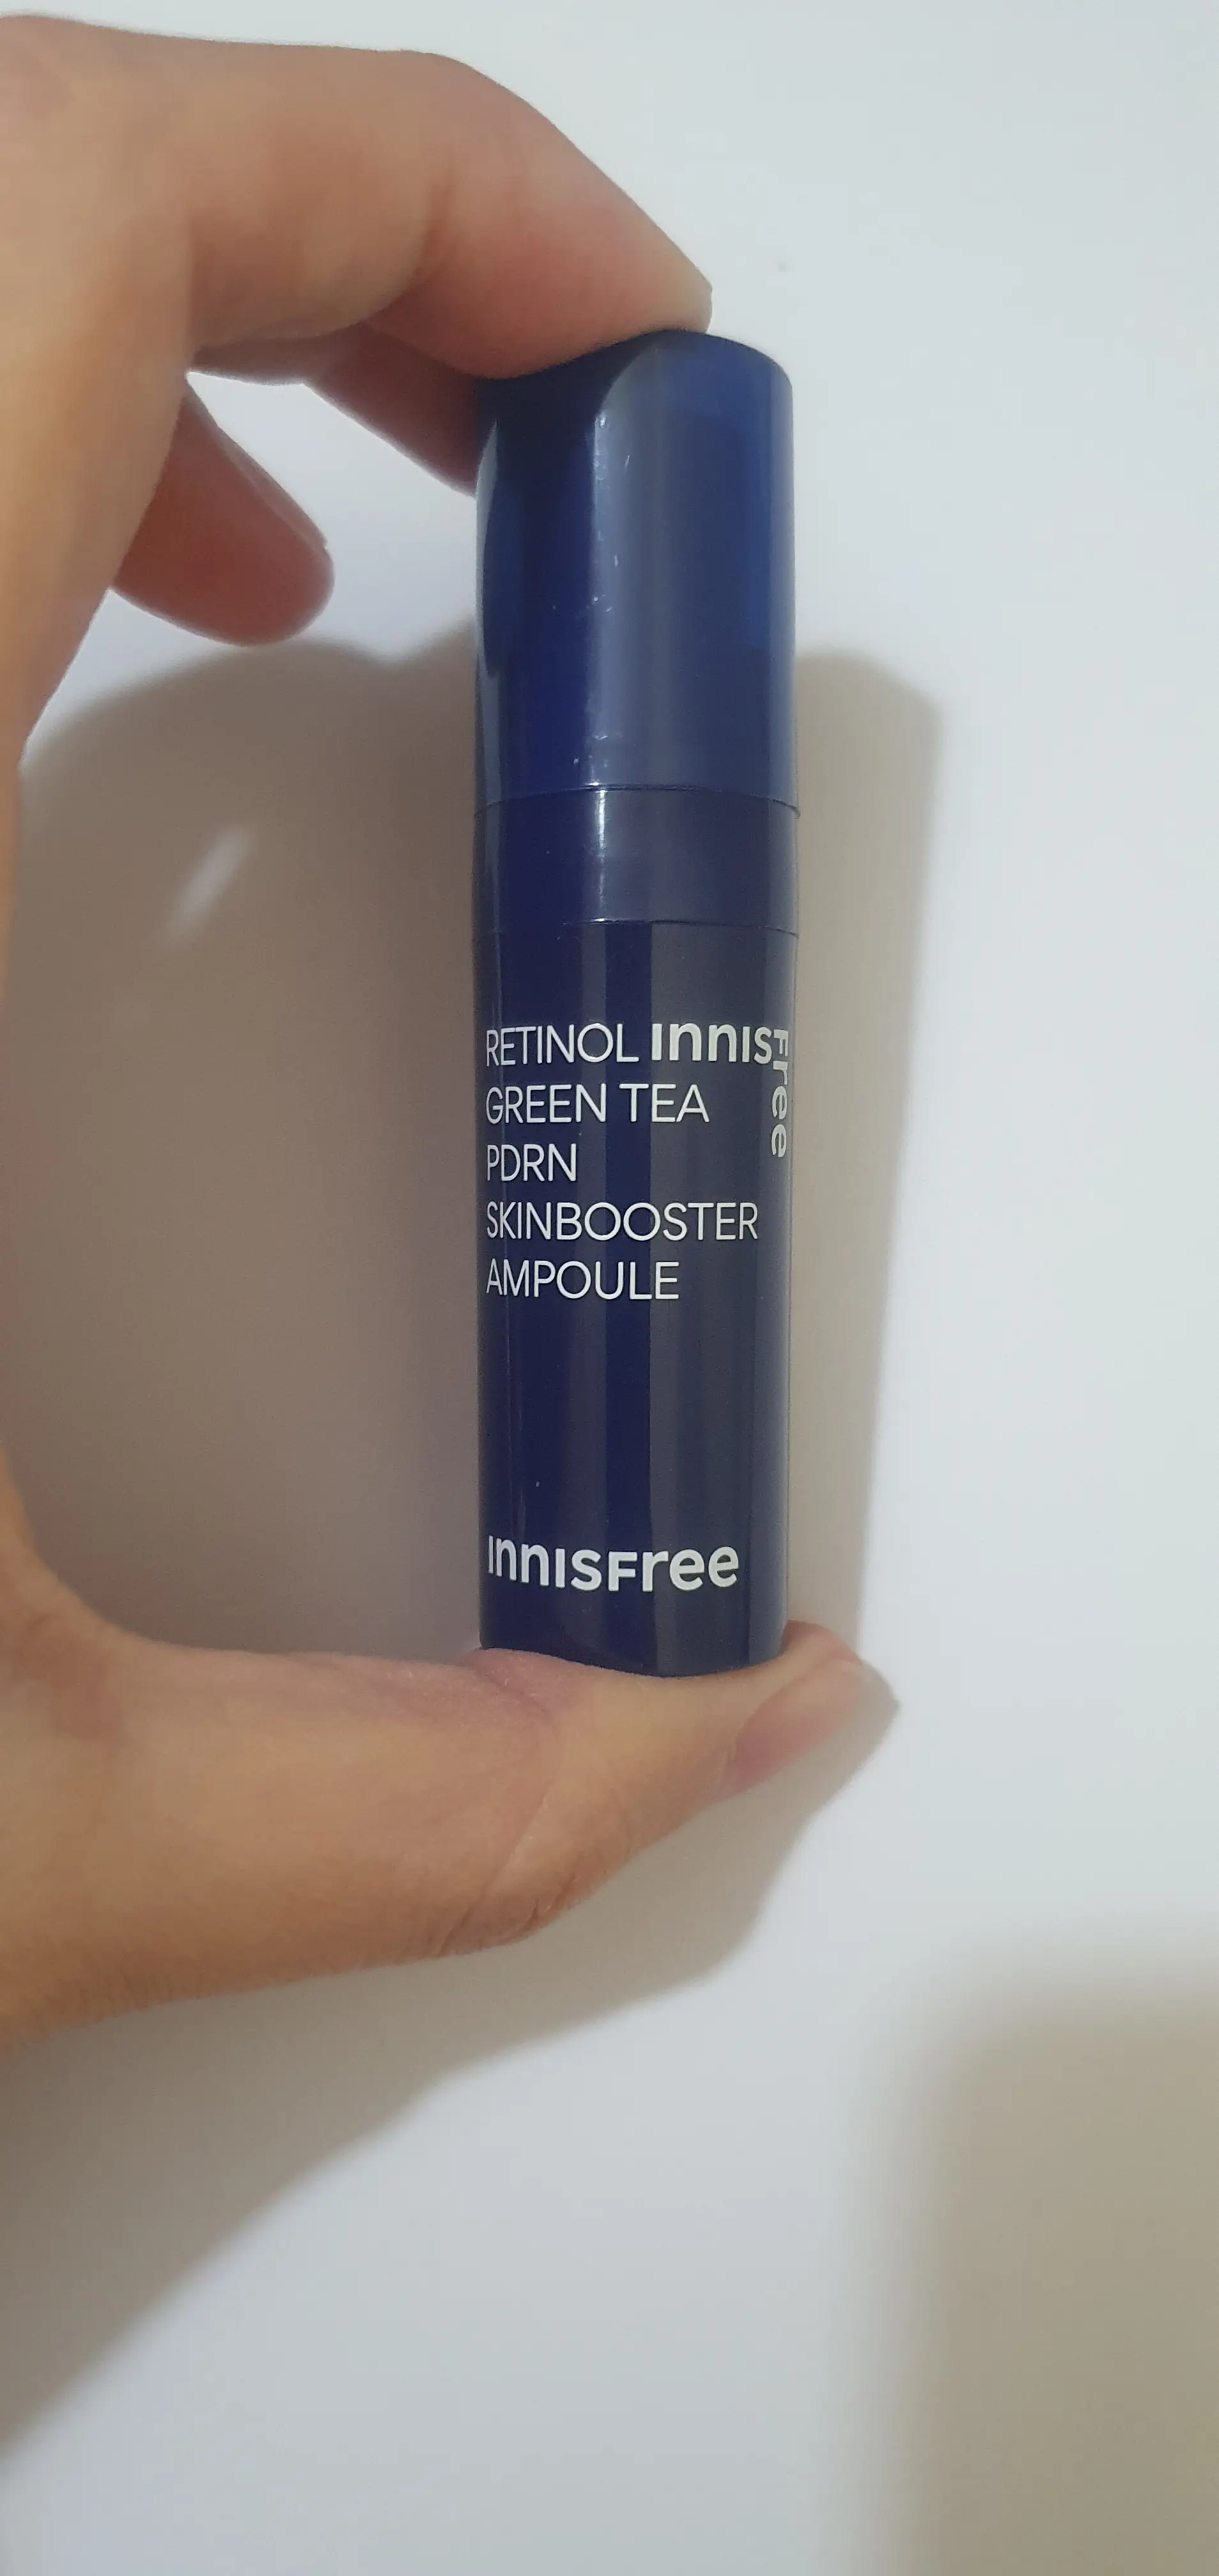 RETINOL INNISFree
GREEN TEA
PDRN
SKINBOOSTER
AMPOULE
INNISFree